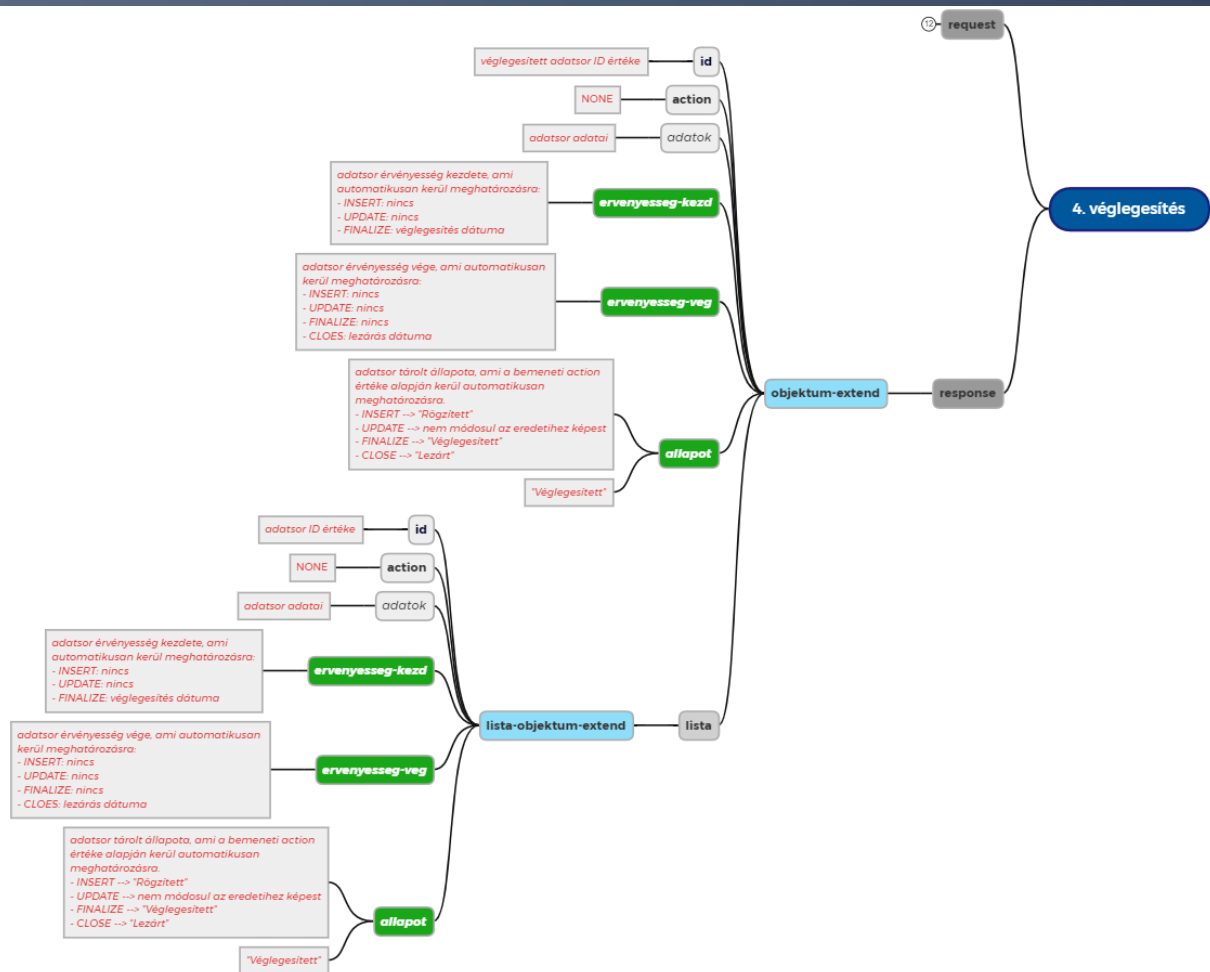 12
request
véglegesített adatsor ID értéke
id
NONE
action
adatsor adatai
adatok
adatsor érvényesség kezdete, ami
automatikusan kerül meghatározásra:
- INSERT: nincs
- UPDATE: nincs
- FINALIZE: véglegesítés dátuma
ervenyesseg-kezd
4. véglegesítés
adatsor érvényesség vége, ami automatikusan
kerül meghatározásra:
- INSERT: nincs
- UPDATE: nincs
- FINALIZE: nincs
- CLOES: lezárás dátuma
ervenyesseg-veg
adatsor tárolt állapota, ami a bemeneti action
értéke alapján kerül automatikusan
meghatározásra.
- INSERT --> "Rögzített"
- UPDATE --> nem módosul az eredetihez képest
- FINALIZE --> "Véglegesített"
- CLOSE --> "Lezárt"
allapot
"Véglegesített"
objektum-extend
response
adatsor ID értéke
id
NONE
action
adatsor adatai
adatok
adatsor érvényesség kezdete, ami
automatikusan kerül meghatározásra:
- INSERT: nincs
- UPDATE: nincs
- FINALIZE: véglegesítés dátuma
ervenyesseg-kezd
lista-objektum-extend
lista
adatsor érvényesség vége, ami automatikusan
kerül meghatározásra:
- INSERT: nincs
- UPDATE: nincs
- FINALIZE: nincs
- CLOES: lezárás dátuma
ervenyesseg-veg
adatsor tárolt állapota, ami a bemeneti action
értéke alapján kerül automatikusan
meghatározásra.
- INSERT --> "Rögzített"
- UPDATE --> nem módosul az eredetihez képest
- FINALIZE --> "Véglegesített"
- CLOSE --> "Lezárt"
allapot
"Véglegesített"